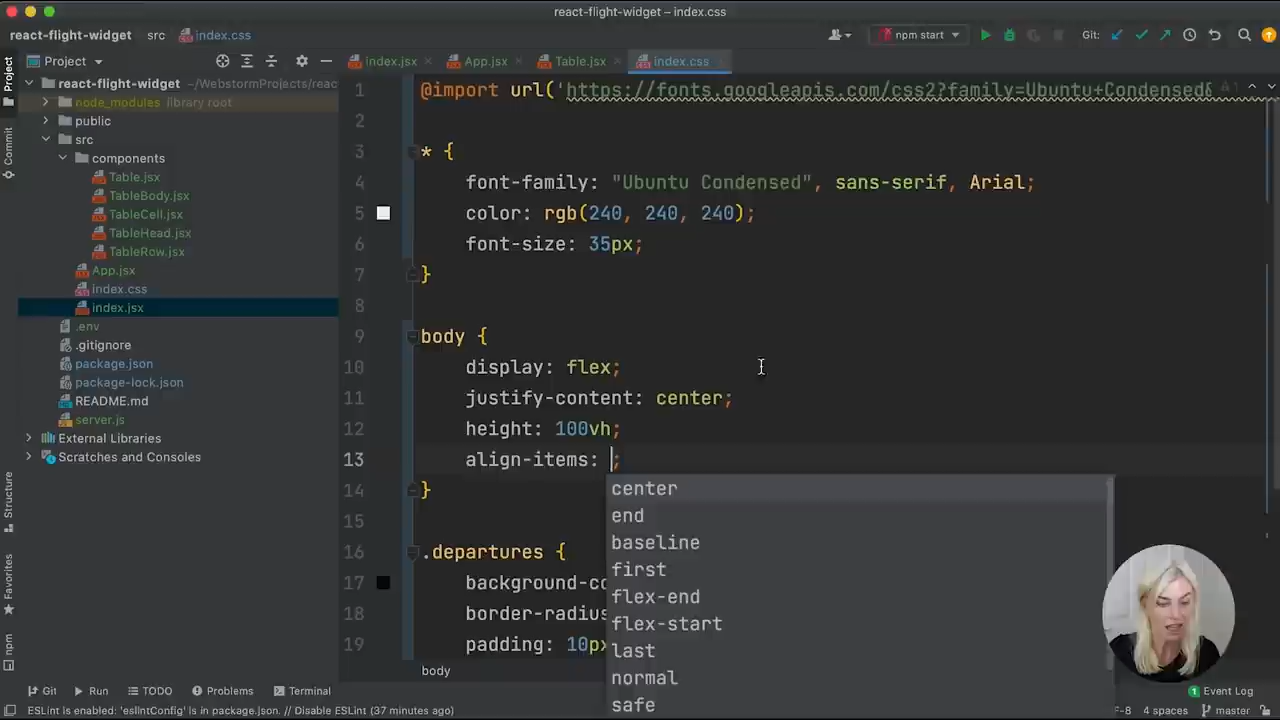 react-flight-widget – index.css
react-flight-widget
src
index.css
npm start
Git:
Project
index.jsx
App.jsx
Table.jsx
index.css
react-flight-widget ~/WebstormProjects/reac
node_modules library root
public
src
components
Table.jsx
TableBody.jsx
TableCell.jsx
TableHead.jsx
TableRow.jsx
App.jsx
index.css
index.jsx
.env
.gitignore
package.json
package-lock.json
README.md
server.js
External Libraries
Scratches and Consoles
Project
Commit
Structure
Favorites
npm
1 @import url('https://fonts.googleapis.com/css2?family=Ubuntu+Condensed&
2
3 * {
4 font-family: "Ubuntu Condensed", sans-serif, Arial;
5 color: rgb(240, 240, 240);
6 font-size: 35px;
7 }
8
9 body {
10 display: flex;
11 justify-content: center;
12 height: 100vh;
13 align-items: ;
14 }
15
16 .departures {
17 background-co
18 border-radius
19 padding: 10px
center
end
baseline
first
flex-end
flex-start
last
normal
safe
body
Git
Run
TODO
Problems
Terminal
1 Event Log
ESLint is enabled: 'eslintConfig' is in package.json. // Disable ESLint (37 minutes ago)
F-8
4 spaces
master